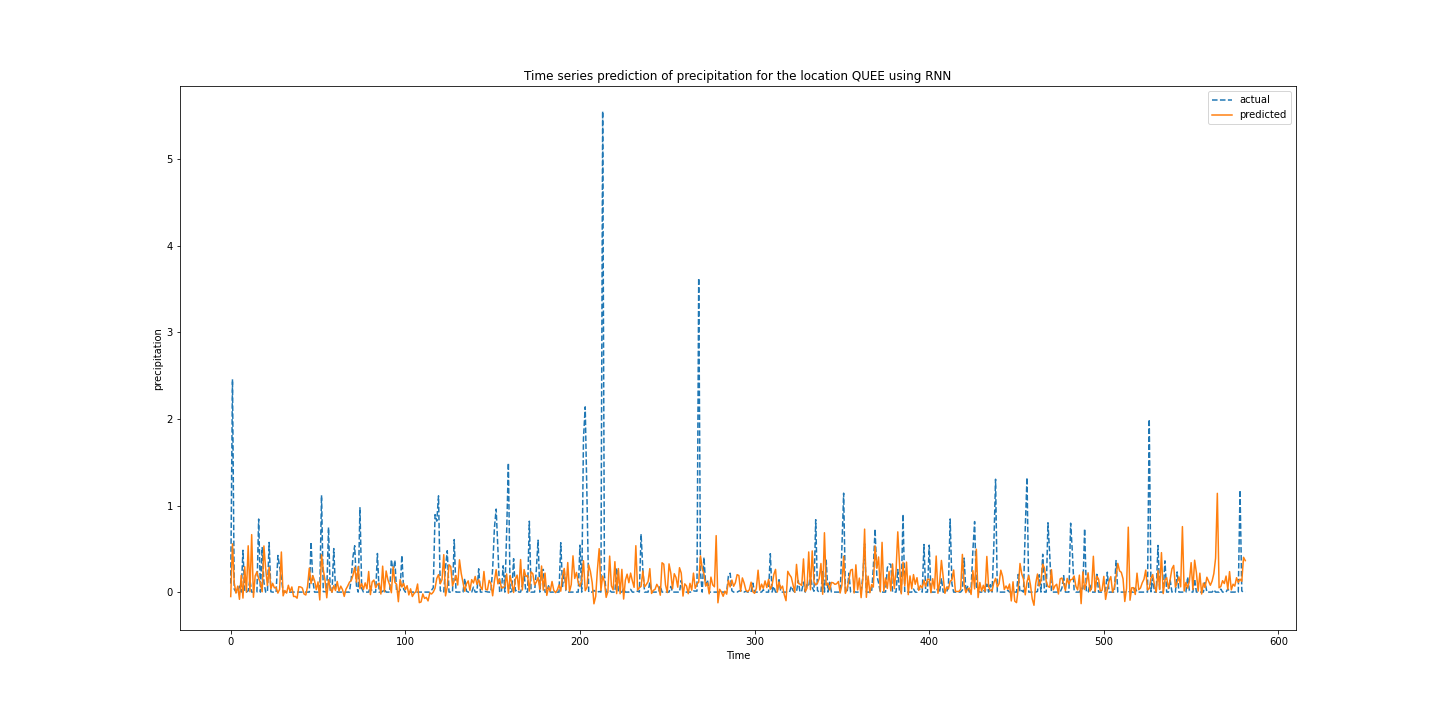 Time series prediction of precipitation for the location QUEE using RNN
actual
predicted
precipitation
5
4
3
2
1
0
0 100 200 300 400 500 600
Time